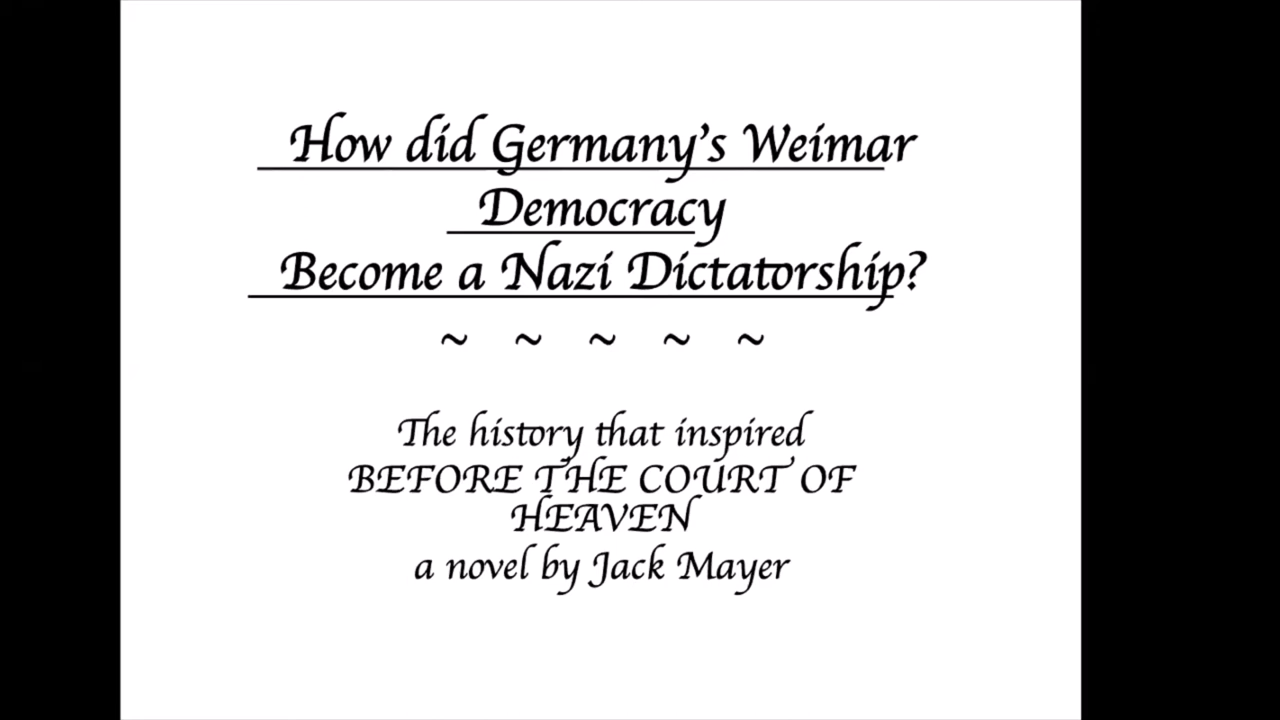 How did Germany's Weimar
Democracy
Become a Nazi Dictatorship?
~ ~ ~ ~ ~
The history that inspired
BEFORE THE COURT OF
HEAVEN
a novel by Jack Mayer